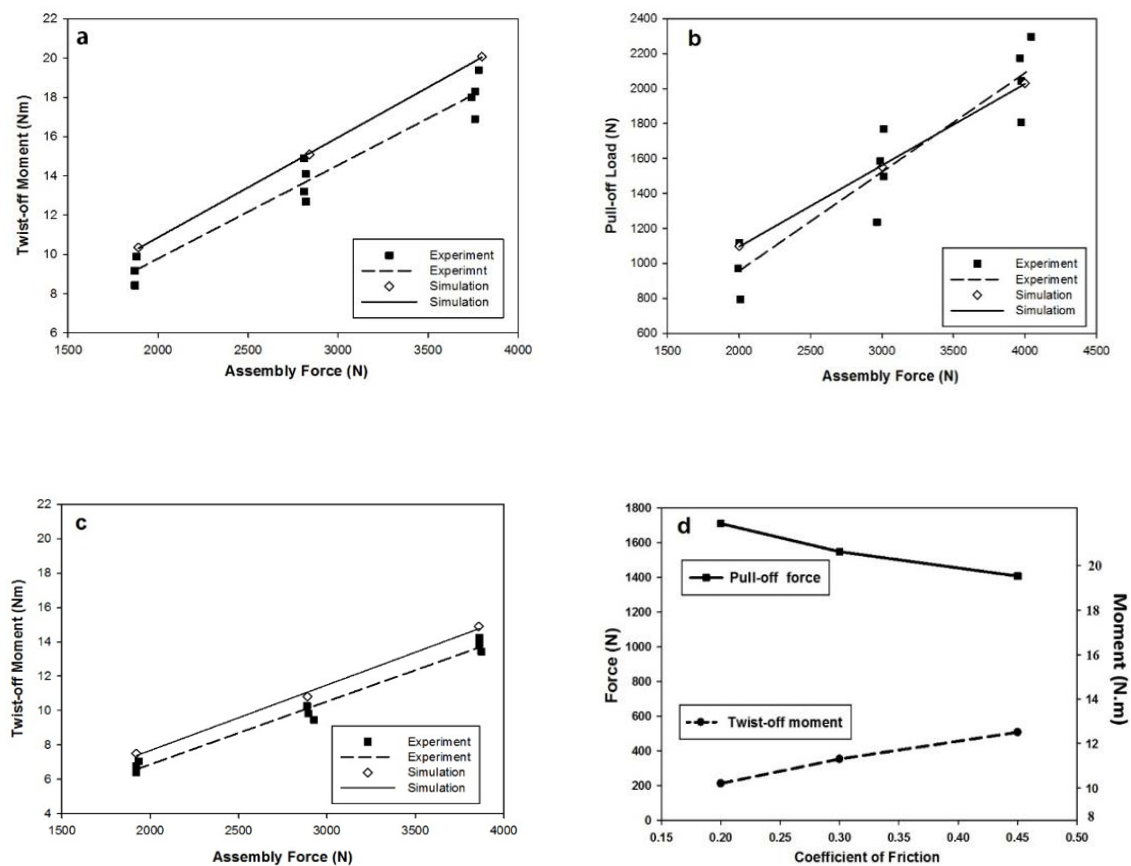 a
22
20
18
16
14
12
10
8
6
Twist-off Moment (Nm)
Experiment
Experimnt
Simulation
Simulation
1500 2000 2500 3000 3500 4000
Assembly Force (N)
b
2400
2200
2000
1800
1600
1400
1200
1000
800
600
Pull-off Load (N)
Experiment
Experiment
Simulation
Simulatiom
1500 2000 2500 3000 3500 4000 4500
Assembly Force (N)
c
22
20
18
16
14
12
10
8
6
4
Twist-off Moment (Nm)
Experiment
Experiment
Simulation
Simulation
1500 2000 2500 3000 3500 4000
Assembly Force (N)
d
1800
1600
1400
1200
1000
800
600
400
200
0
Force (N)
Pull-off force
Twist-off moment
20
18
16
14
12
10
8
Moment (N.m)
0.15 0.20 0.25 0.30 0.35 0.40 0.45 0.50
Coefficient of Friction